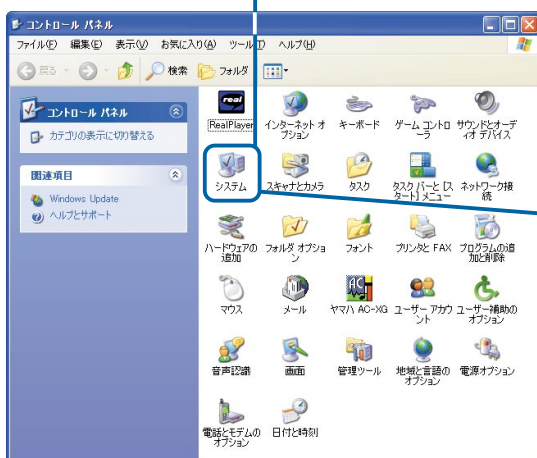 コントロール パネル
ファイル(F) 編集(E) 表示(V) お気に入り(A) ツール(T) ヘルプ(H)
戻る 検索 フォルダ
コントロール パネル
カテゴリの表示に切り替える
関連項目
Windows Update
ヘルプとサポート
real
RealPlayer
インターネット オ
プション
キーボード
ゲーム コントロ
ーラ
サウンドとオーデ
ィオ デバイス
システム
スキャナとカメラ
タスク
タスク バーと [ス
タート] メニュー
ネットワーク接
続
ハードウェアの
追加
フォルダ オプショ
ン
フォント
プリンタと FAX
プログラムの追
加と削除
マウス
メール
ヤマハ AC-XG
ユーザー アカウ
ント
ユーザー補助の
オプション
音声認識
画面
管理ツール
地域と言語の
オプション
電源オプション
電話とモデムの
オプション
日付と時刻